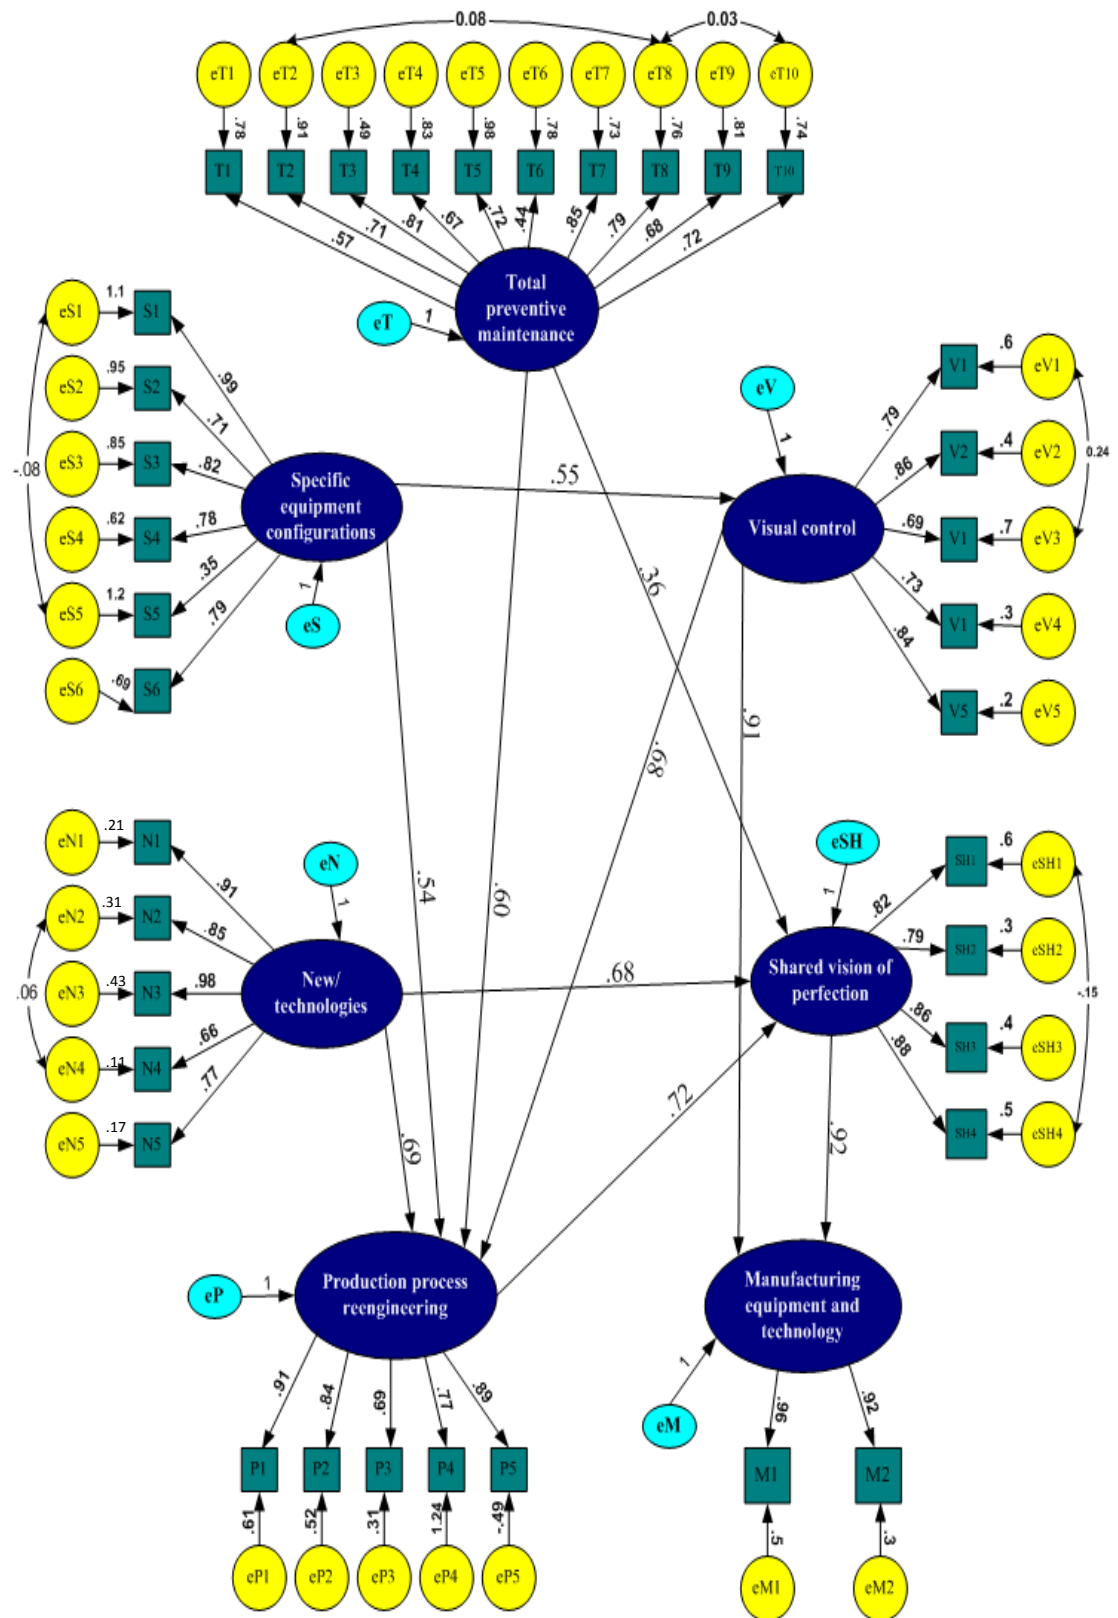 0.08 0.03
eT1 eT2 eT3 eT4 eT5 eT6 eT7 eT8 eT9 eT10
.78 .91 .49 .83 .98 .78 .73 .76 .81 .74
T1 T2 T3 T4 T5 T6 T7 T8 T9 T10
.57 .71 .81 .67 .72 .44 .85 .79 .68 .72
Total
preventive
maintenance
eT 1
eS1 1.1 S1 .99
eS2 .95 S2 .71
eS3 .85 S3 .82
-.08
eS4 .62 S4 .78
eS5 1.2 S5 .35
eS6 .69 S6 .79
Specific
equipment
configurations
1
eS
.55
eV
1
Visual control
.79 V1 .6 eV1
.86 V2 .4 eV2
0.24
.69 V1 .7 eV3
.73 V1 .3 eV4
.84 V5 .2 eV5
.36
.68
.91
.54
.60
eN1 .21 N1 .91
eN2 .31 N2 .85
eN3 .43 N3 .98
.06
eN4 .11 N4 .66
eN5 .17 N5 .77
eN
1
New/
technologies
.68
.69
.72
eSH
1
Shared vision of
perfection
.82 SH1 .6 eSH1
.79 SH2 .3 eSH2
-.15
.86 SH3 .4 eSH3
.88 SH4 .5 eSH4
.92
eP 1
Production process
reengineering
.91 .84 .69 .77 .89
P1 P2 P3 P4 P5
.61 .52 .31 1.24 -.49
eP1 eP2 eP3 eP4 eP5
Manufacturing
equipment and
technology
1
eM
.96 .92
M1 M2
.5 .3
eM1 eM2